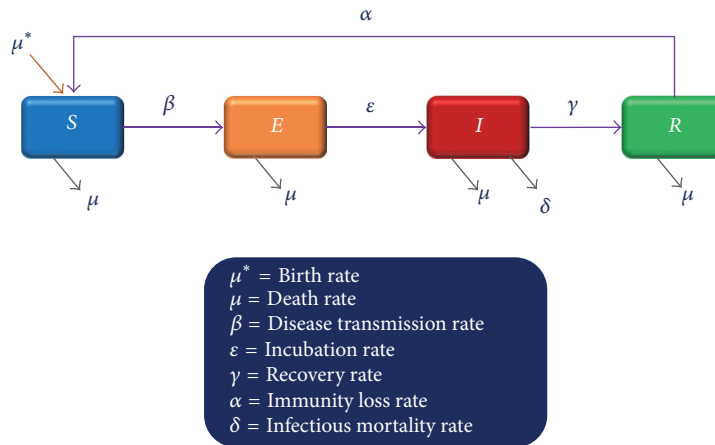 α
μ*
S
β
E
ε
I
γ
R
μ
μ
μ
δ
μ
μ* = Birth rate
μ = Death rate
β = Disease transmission rate
ε = Incubation rate
γ = Recovery rate
α = Immunity loss rate
δ = Infectious mortality rate